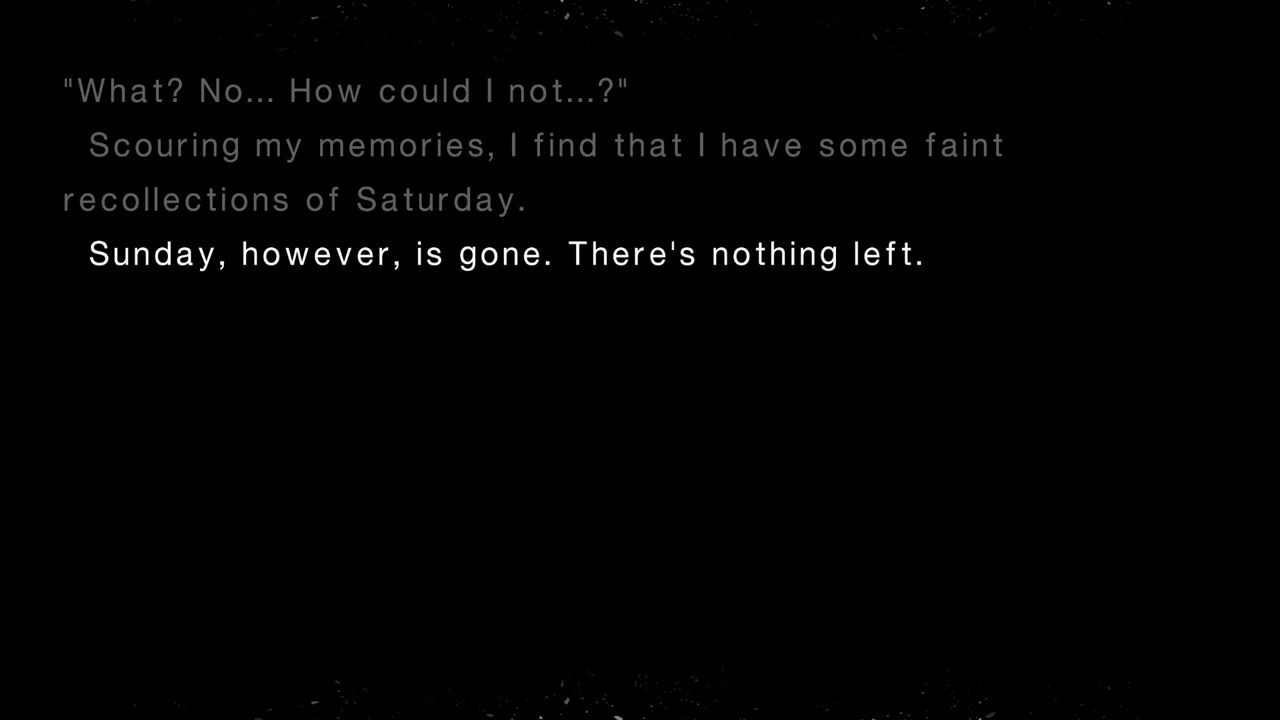 "What? No... How could I not...?"
Scouring my memories, I find that I have some faint
recollections of Saturday.
Sunday, however, is gone. There's nothing left.